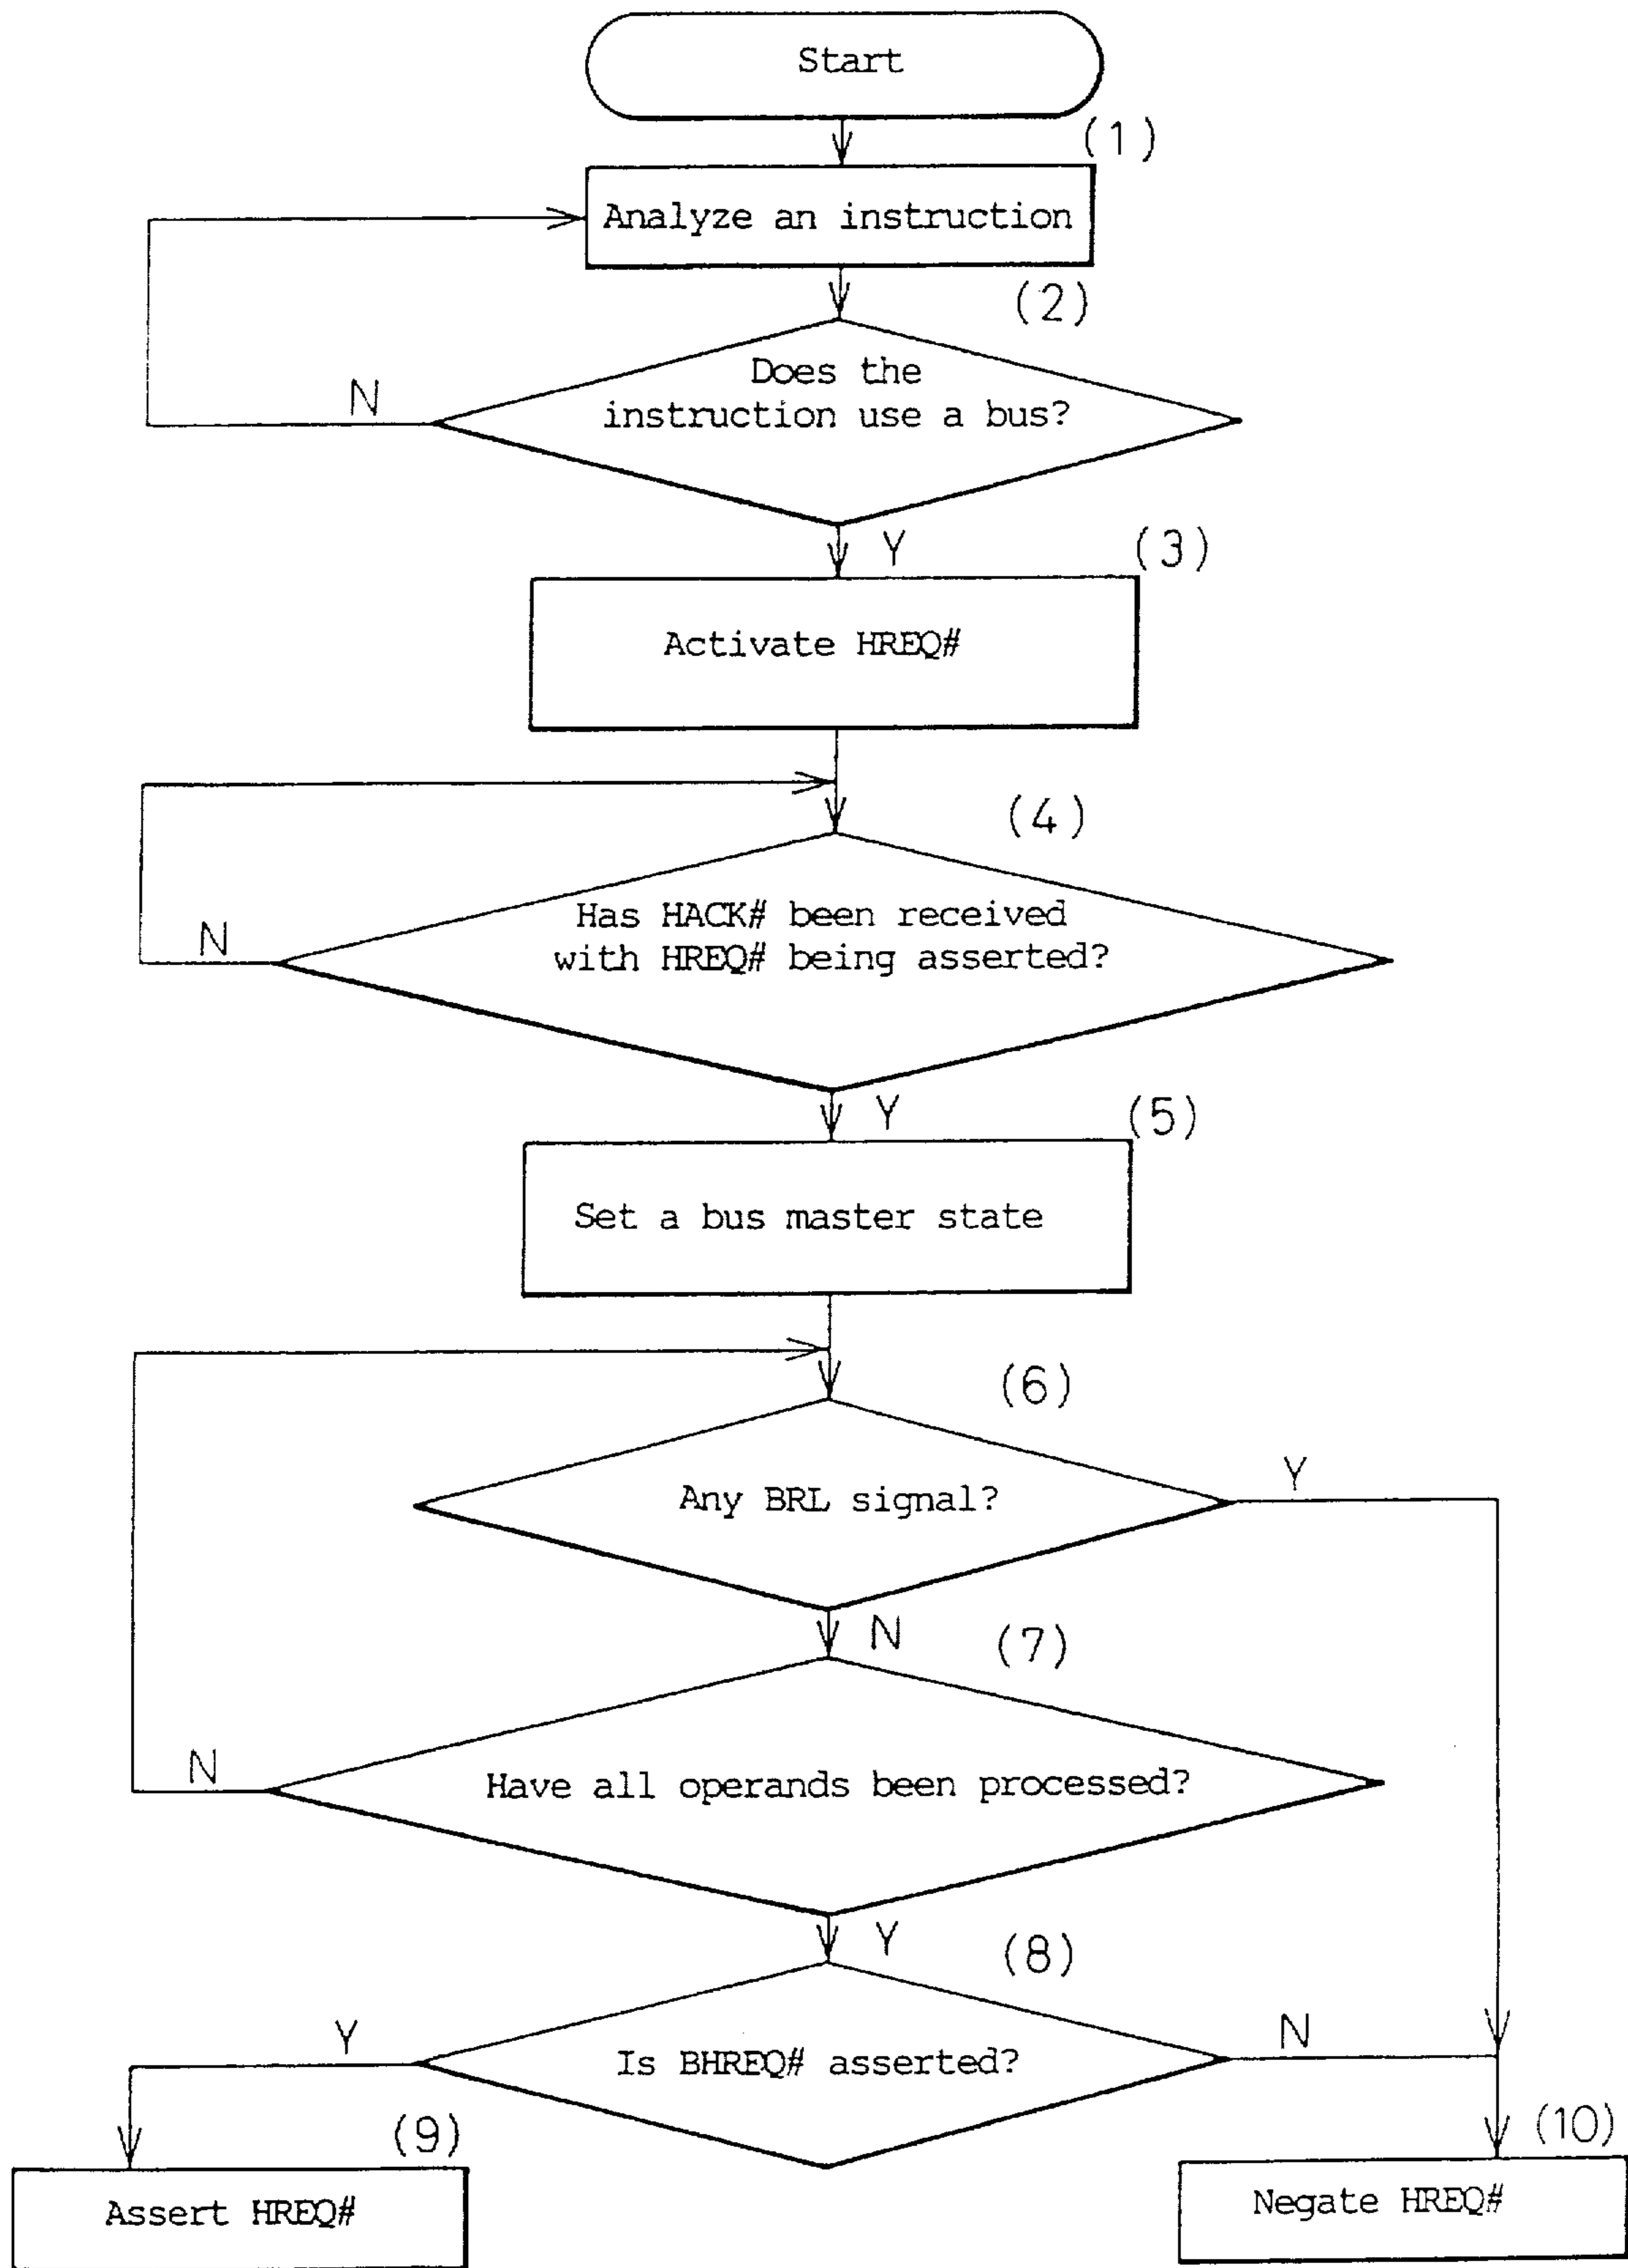 Start
(1)
Analyze an instruction
(2)
Does the
instruction use a bus?
N
Y
(3)
Activate HREQ#
(4)
Has HACK# been received
with HREQ# being asserted?
N
Y
(5)
Set a bus master state
(6)
Any BRL signal?
Y
N
(7)
Have all operands been processed?
N
Y
(8)
Is BHREQ# asserted?
Y
N
(9)
Assert HREQ#
(10)
Negate HREQ#